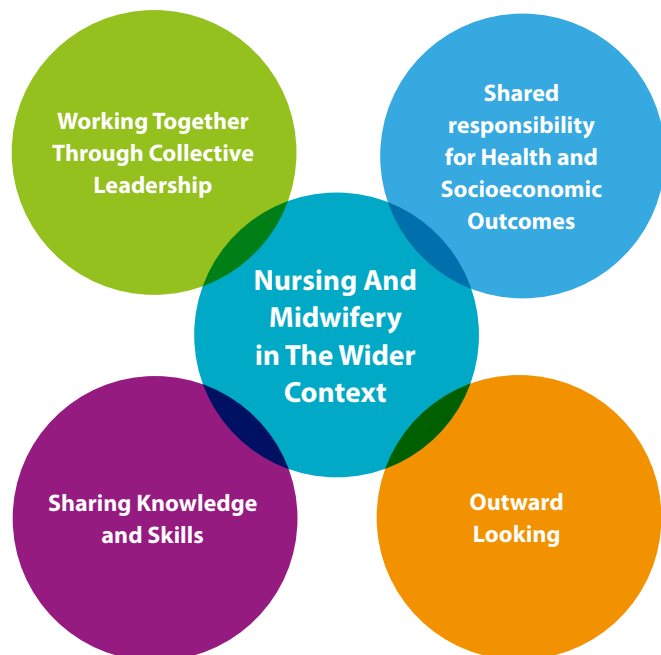 Working Together
Through Collective
Leadership
Shared
responsibility
for Health and
Socioeconomic
Outcomes
Nursing And
Midwifery
in The Wider
Context
Sharing Knowledge
and Skills
Outward
Looking